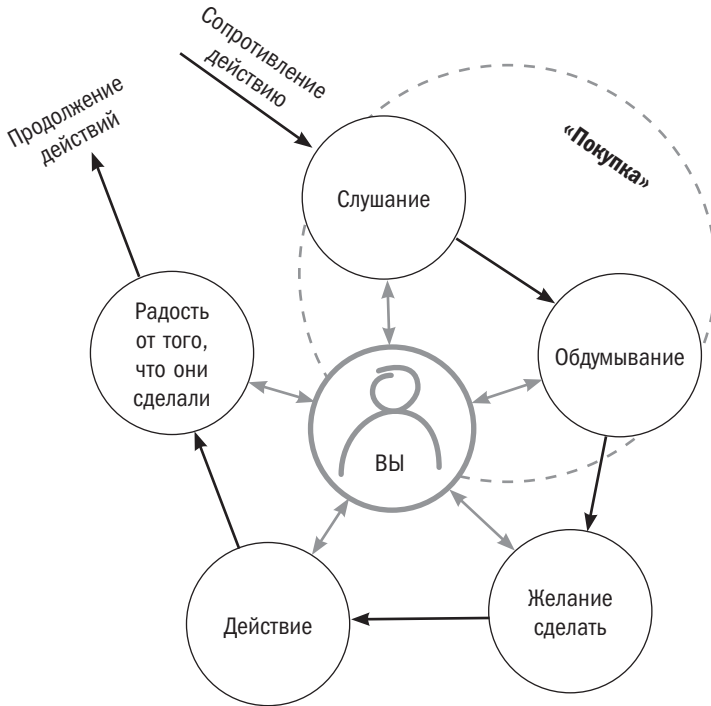 Сопротивление
действию
Продолжение
действий
«Покупка»
Слушание
Обдумывание
Радость
от того,
что они
сделали
ВЫ
Желание
сделать
Действие